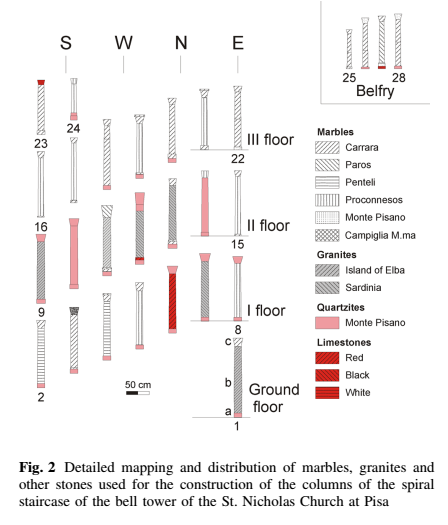 S W N E
25 28
Belfry
23
24
III floor
22
16
II floor
15
9
I floor
8
2
c
b
a
Ground
floor
1
50 cm
Marbles
Carrara
Paros
Penteli
Proconnesos
Monte Pisano
Campiglia M.ma
Granites
Island of Elba
Sardinia
Quartzites
Monte Pisano
Limestones
Red
Black
White
Fig. 2 Detailed mapping and distribution of marbles, granites and
other stones used for the construction of the columns of the spiral
staircase of the bell tower of the St. Nicholas Church at Pisa